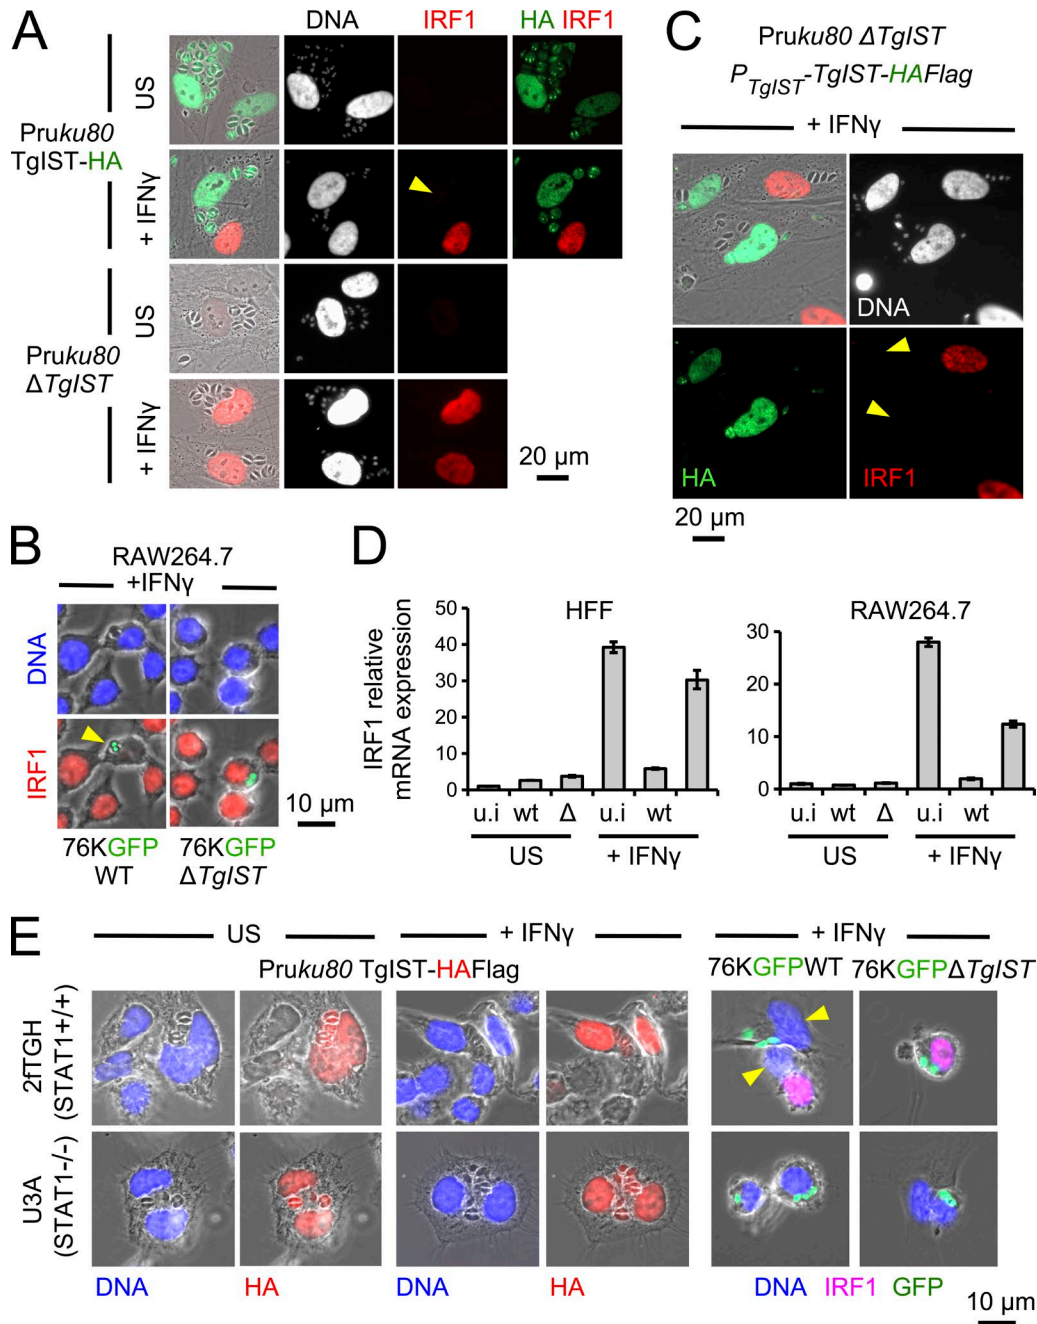 A
DNA
IRF1
HA IRF1
US
Pruku80
TgIST-HA
+ IFNγ
US
Pruku80
ΔTgIST
+ IFNγ
20 µm
C
Pruku80 ΔTgIST
PTgIST-TgIST-HAFlag
+ IFNγ
DNA
HA
IRF1
20 µm
B
RAW264.7
+IFNγ
DNA
IRF1
10 µm
76KGFP
WT
76KGFP
ΔTgIST
D
HFF
IRF1 relative
mRNA expression
50
40
30
20
10
0
u.i wt Δ u.i wt
US + IFNγ
RAW264.7
30
20
10
0
u.i wt Δ u.i wt
US + IFNγ
E
US
+ IFNγ
+ IFNγ
Pruku80 TgIST-HAFlag
76KGFPWT
76KGFPΔTgIST
2fTGH
(STAT1+/+)
U3A
(STAT1-/-)
DNA
HA
DNA
HA
DNA IRF1 GFP
10 µm